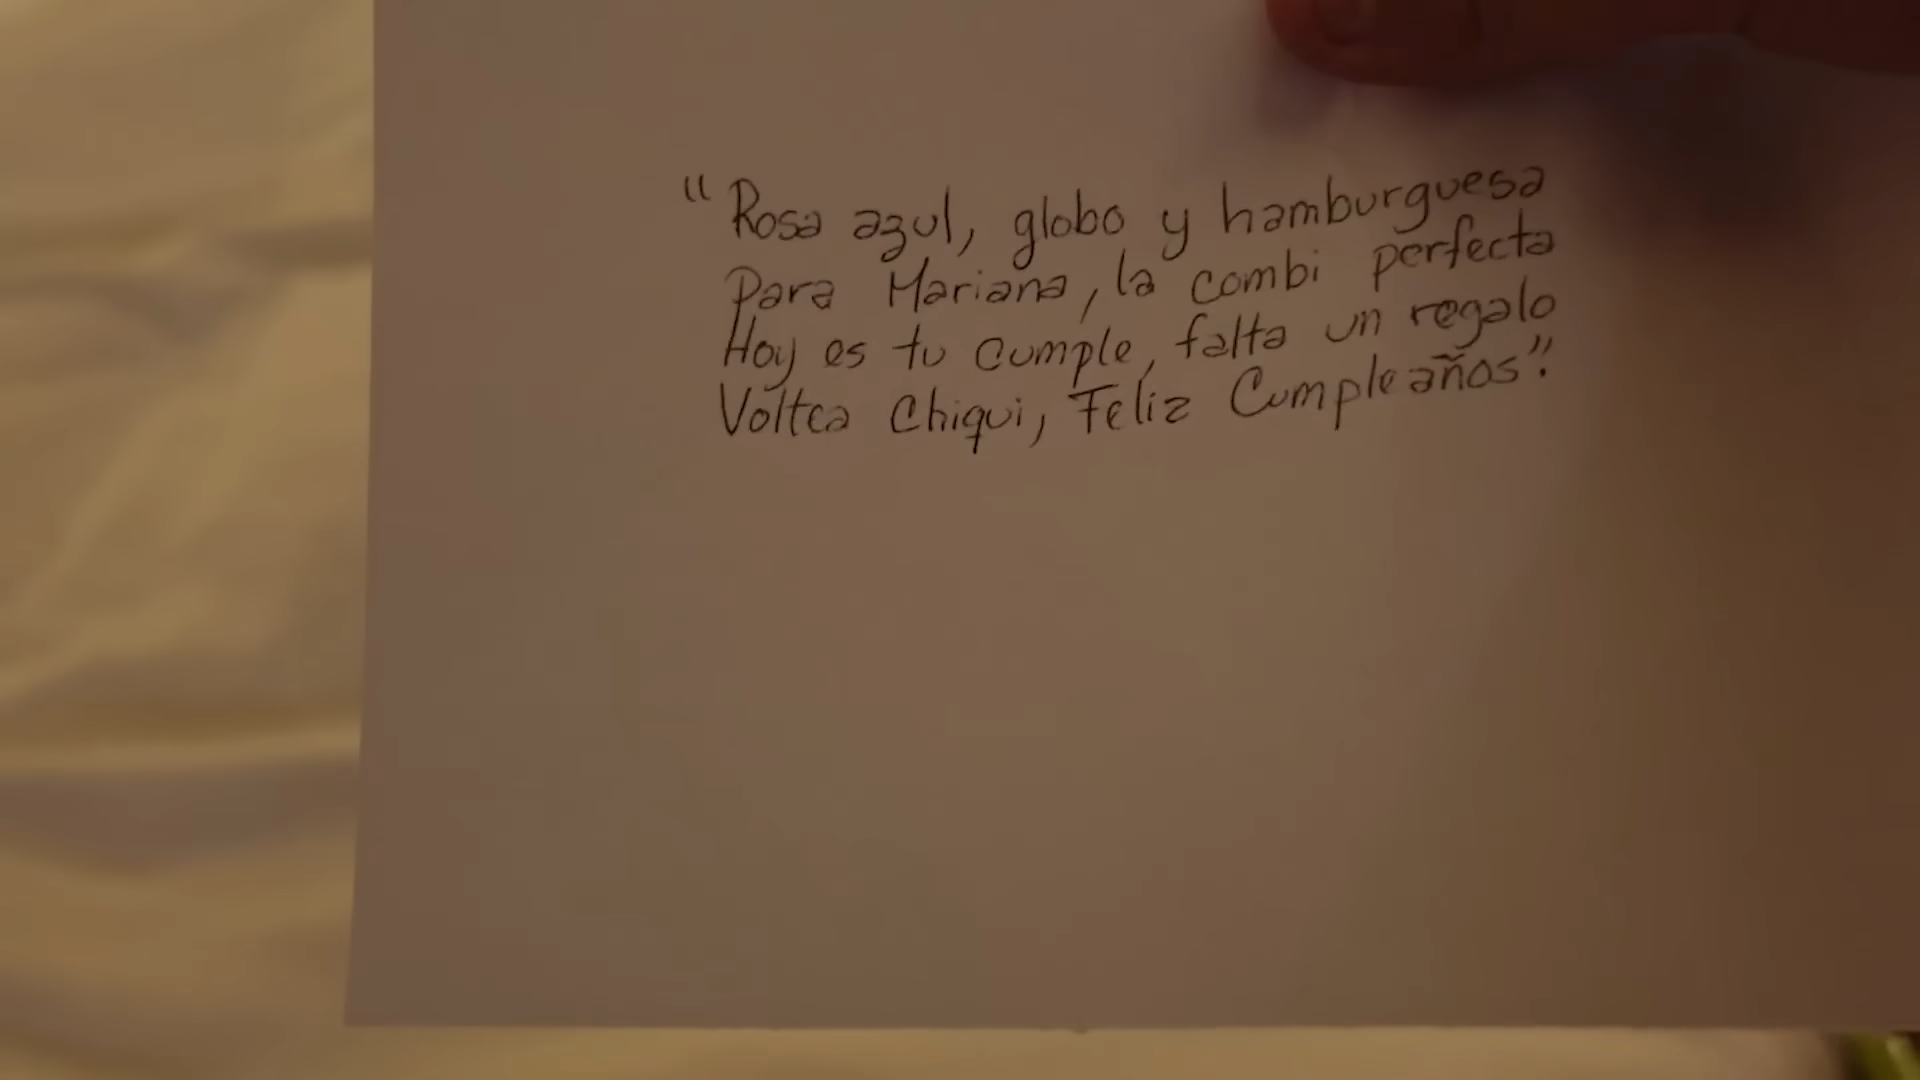 “Rosa azul, globo y hamburguesa
Para Mariana, la combi perfecta
Hoy es tu cumple, falta un regalo
Voltea Chiqui, Feliz Cumpleaños”.